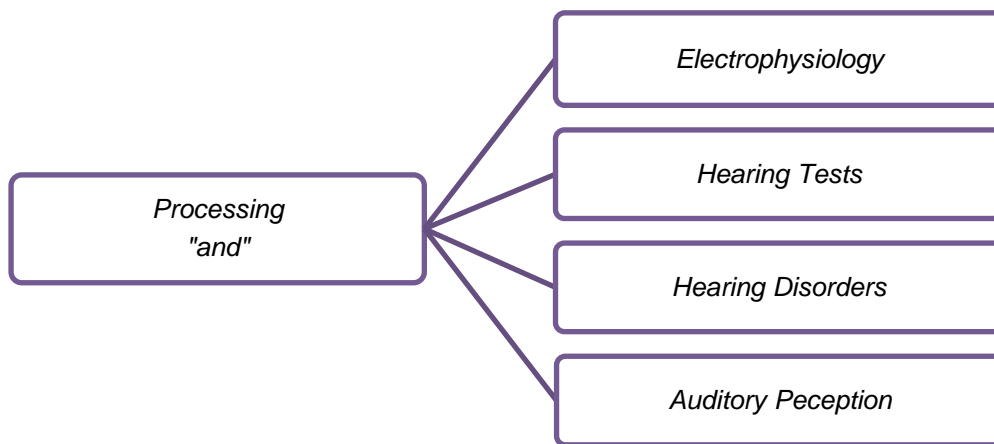 Processing
"and"
Electrophysiology
Hearing Tests
Hearing Disorders
Auditory Peception